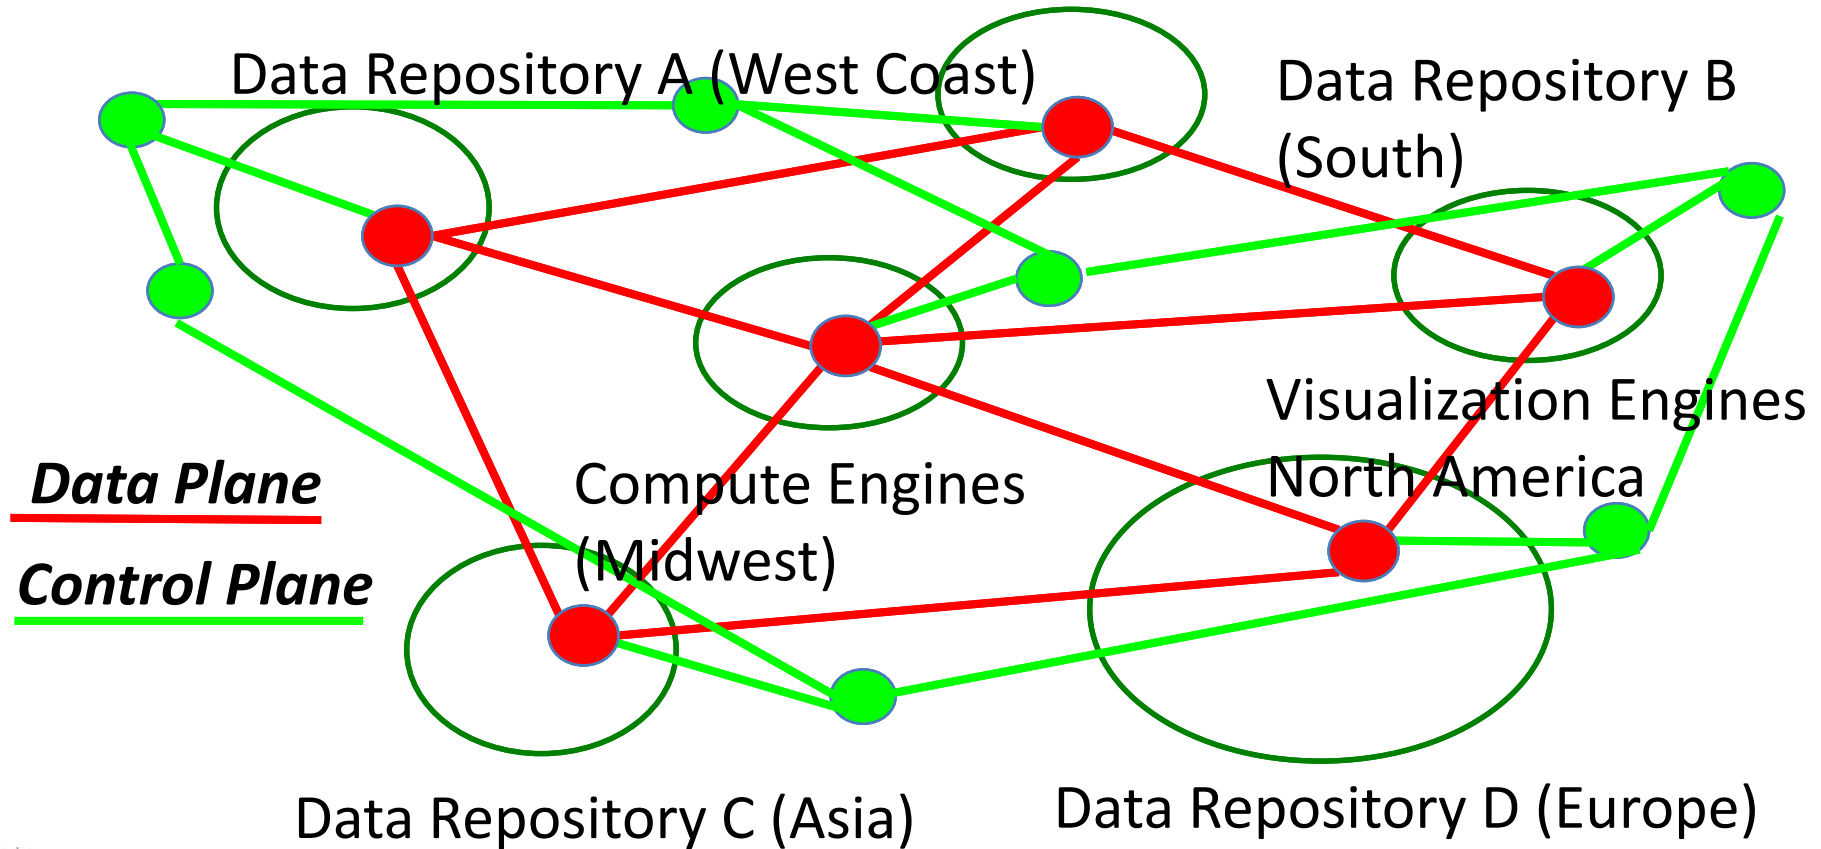 Data Repository A (West Coast)
Data Repository B
(South)
Visualization Engines
North America
Compute Engines
(Midwest)
Data Plane
Control Plane
Data Repository C (Asia)
Data Repository D (Europe)